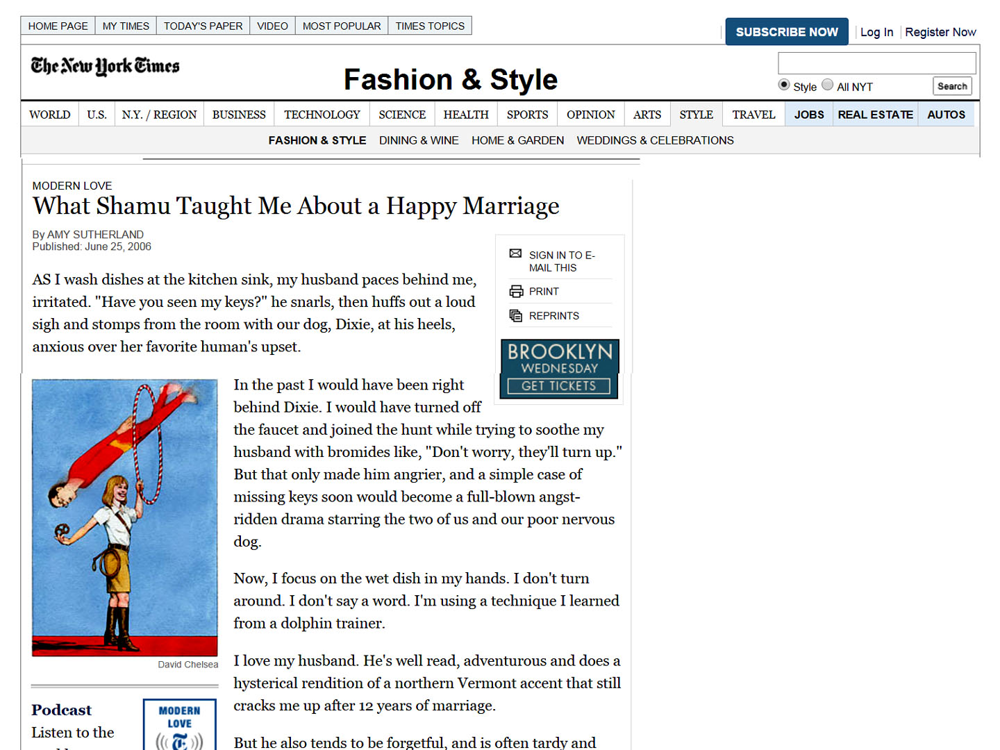 HOME PAGE MY TIMES TODAY'S PAPER VIDEO MOST POPULAR TIMES TOPICS
SUBSCRIBE NOW Log In Register Now
The New York Times
Fashion & Style
Style All NYT Search
WORLD U.S. N.Y. / REGION BUSINESS TECHNOLOGY SCIENCE HEALTH SPORTS OPINION ARTS STYLE TRAVEL JOBS REAL ESTATE AUTOS
FASHION & STYLE DINING & WINE HOME & GARDEN WEDDINGS & CELEBRATIONS
MODERN LOVE
What Shamu Taught Me About a Happy Marriage
By AMY SUTHERLAND
Published: June 25, 2006
SIGN IN TO E-
MAIL THIS
PRINT
REPRINTS
BROOKLYN
WEDNESDAY
GET TICKETS
AS I wash dishes at the kitchen sink, my husband paces behind me,
irritated. "Have you seen my keys?" he snarls, then huffs out a loud
sigh and stomps from the room with our dog, Dixie, at his heels,
anxious over her favorite human's upset.
In the past I would have been right
behind Dixie. I would have turned off
the faucet and joined the hunt while trying to soothe my
husband with bromides like, "Don't worry, they'll turn up."
But that only made him angrier, and a simple case of
missing keys soon would become a full-blown angst-
ridden drama starring the two of us and our poor nervous
dog.
Now, I focus on the wet dish in my hands. I don't turn
around. I don't say a word. I'm using a technique I learned
from a dolphin trainer.
I love my husband. He's well read, adventurous and does a
hysterical rendition of a northern Vermont accent that still
cracks me up after 12 years of marriage.
But he also tends to be forgetful, and is often tardy and
David Chelsea
Podcast
Listen to the
MODERN
LOVE
T